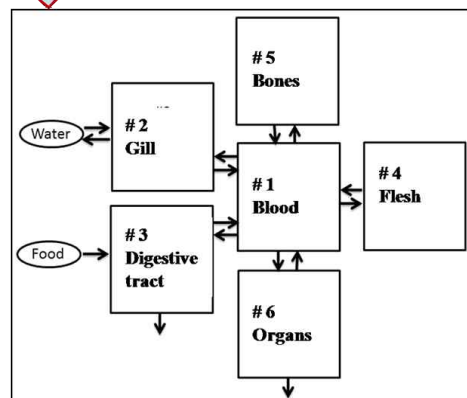 # 5
Bones
Water
# 2
Gill
# 1
Blood
# 4
Flesh
Food
# 3
Digestive
tract
# 6
Organs